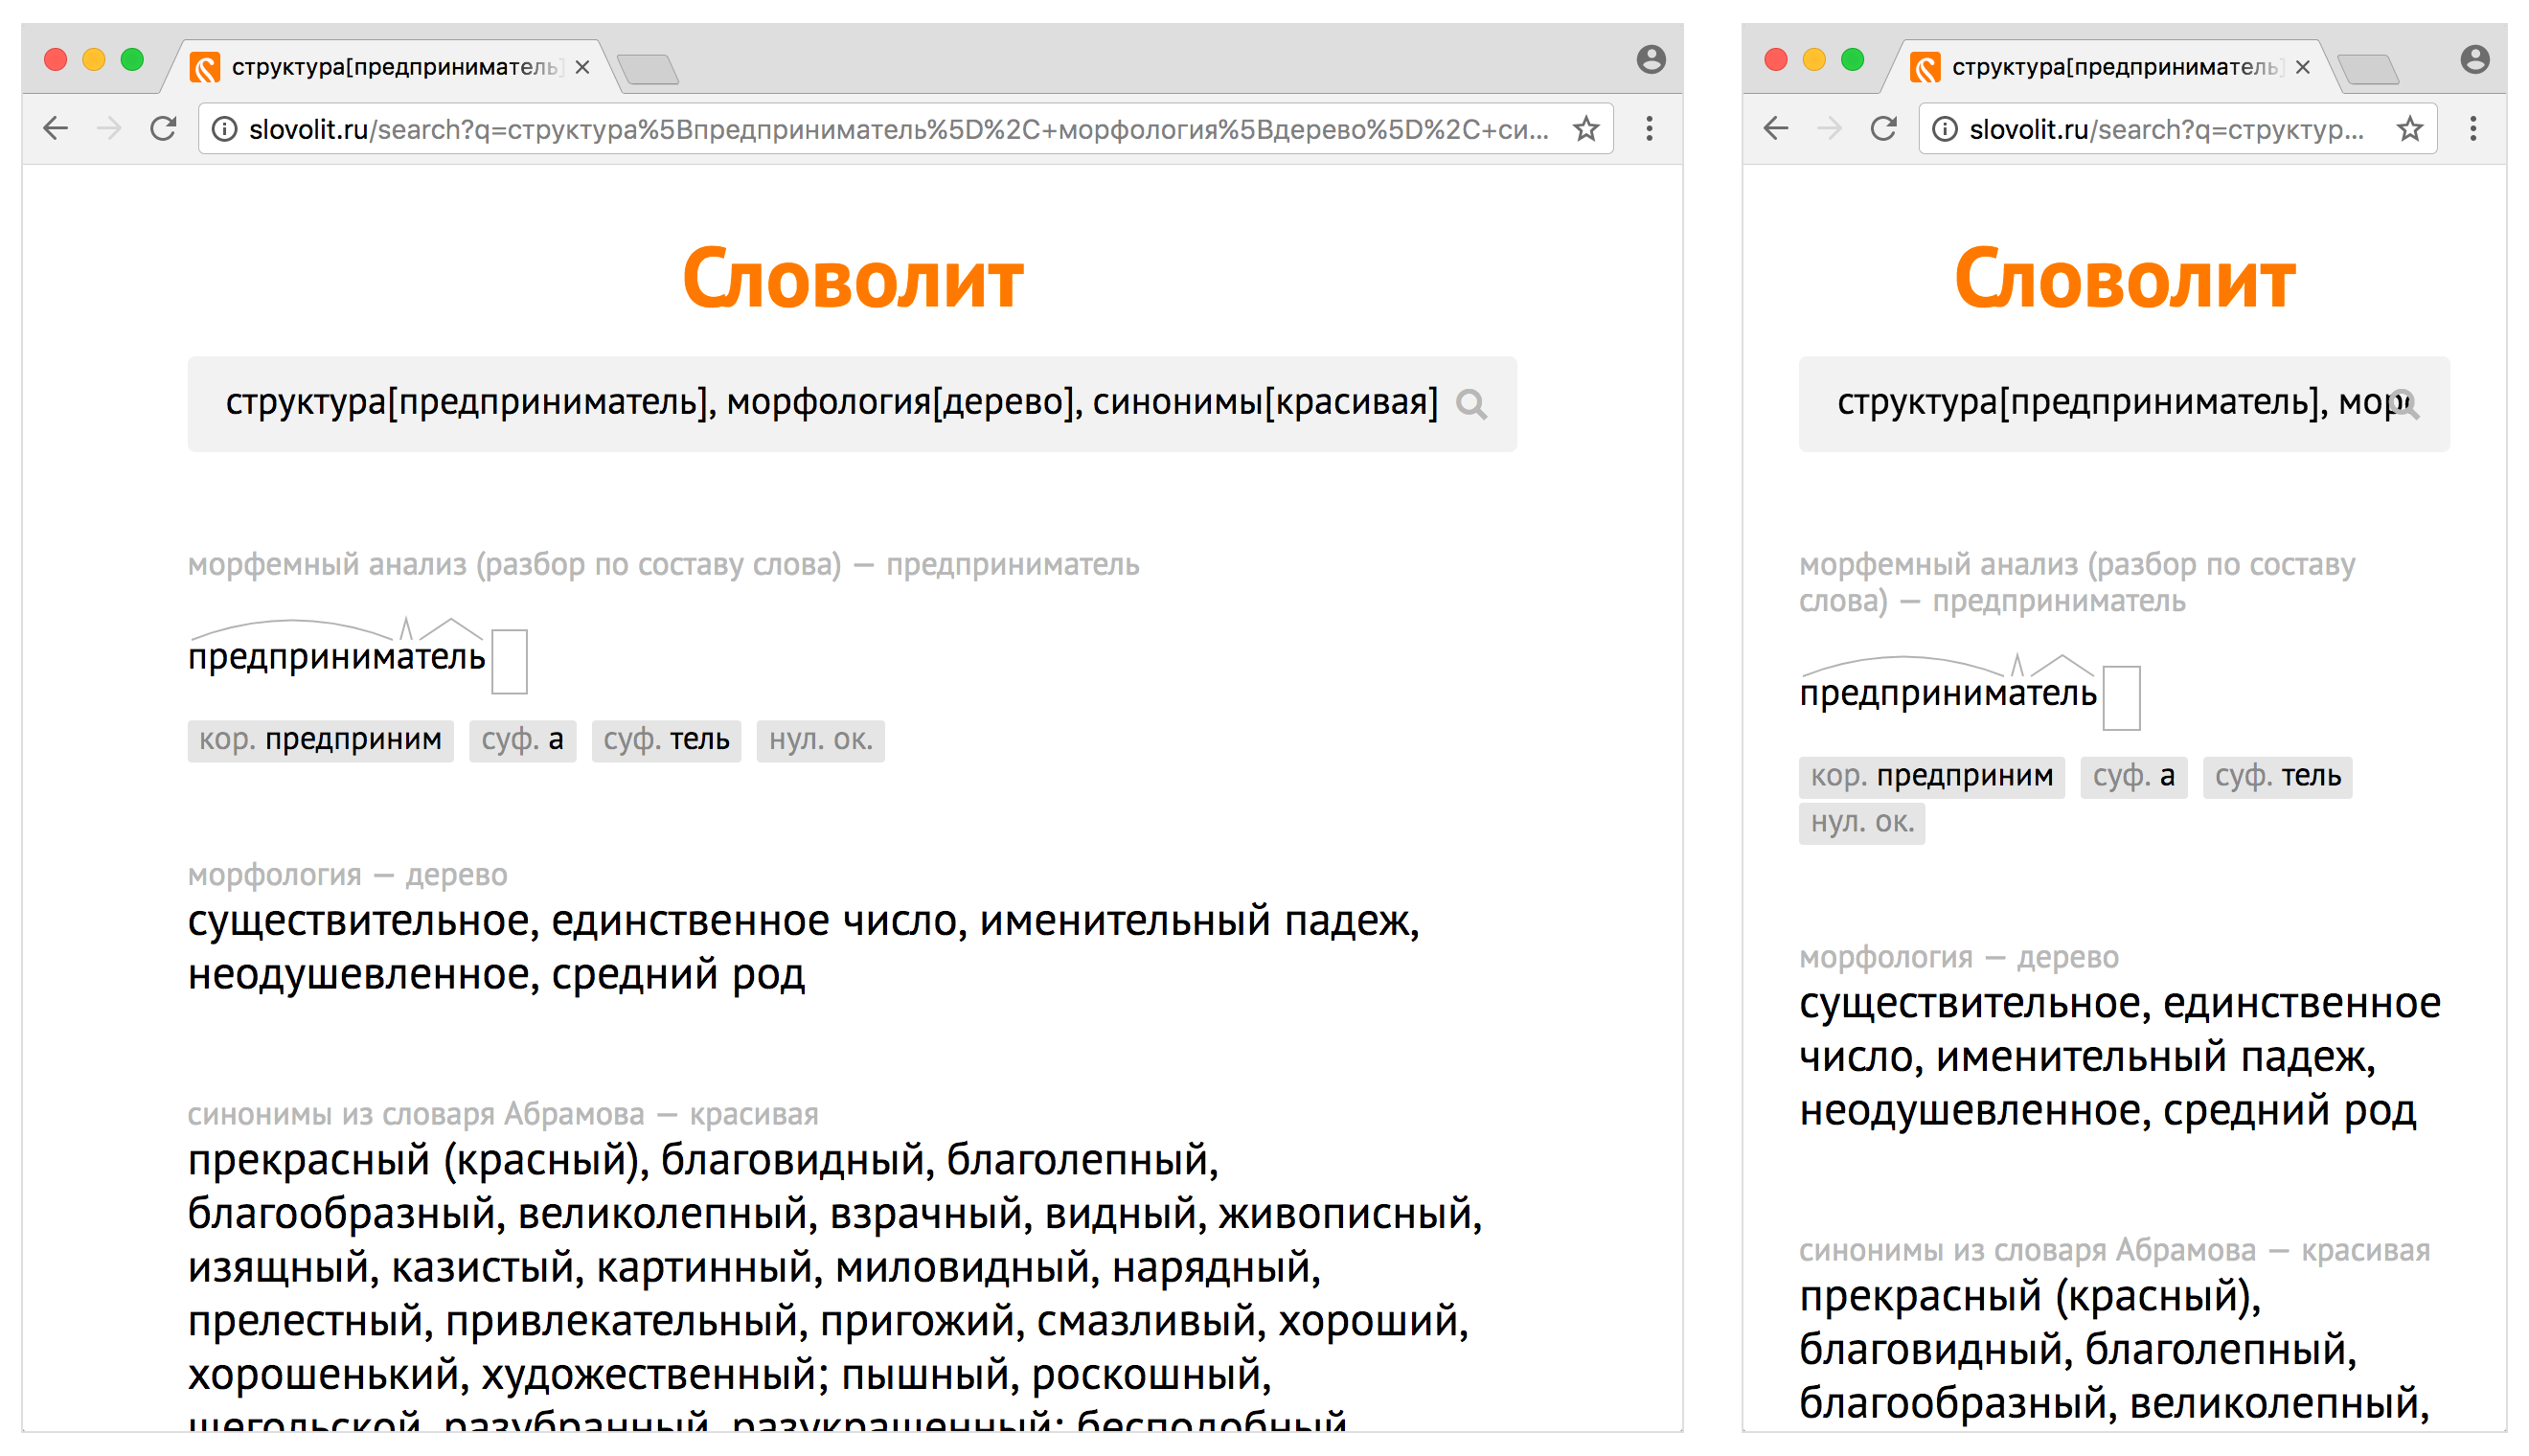 структура[предприниматель]
slovolit.ru/search?q=структура%5Bпредприниматель%5D%2C+морфология%5Bдерево%5D%2C+си...
Словолит
структура[предприниматель], морфология[дерево], синонимы[красивая]
морфемный анализ (разбор по составу слова) — предприниматель
предприниматель
кор. предприним суф. а суф. тель нул. ок.
морфология — дерево
существительное, единственное число, именительный падеж,
неодушевленное, средний род
синонимы из словаря Абрамова — красивая
прекрасный (красный), благовидный, благолепный,
благообразный, великолепный, взрачный, видный, живописный,
изящный, казистый, картинный, миловидный, нарядный,
прелестный, привлекательный, пригожий, смазливый, хороший,
хорошенький, художественный; пышный, роскошный,
щегольской, разубранный, разукрашенный; бесподобный
структура[предприниматель]
slovolit.ru/search?q=структур...
Словолит
структура[предприниматель], мор
морфемный анализ (разбор по составу
слова) — предприниматель
предприниматель
кор. предприним суф. а суф. тель
нул. ок.
морфология — дерево
существительное, единственное
число, именительный падеж,
неодушевленное, средний род
синонимы из словаря Абрамова — красивая
прекрасный (красный),
благовидный, благолепный,
благообразный, великолепный,